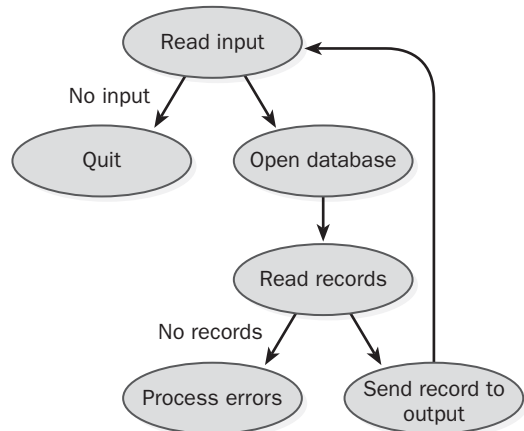 Read input
No input
Quit
Open database
Read records
No records
Process errors
Send record to
output